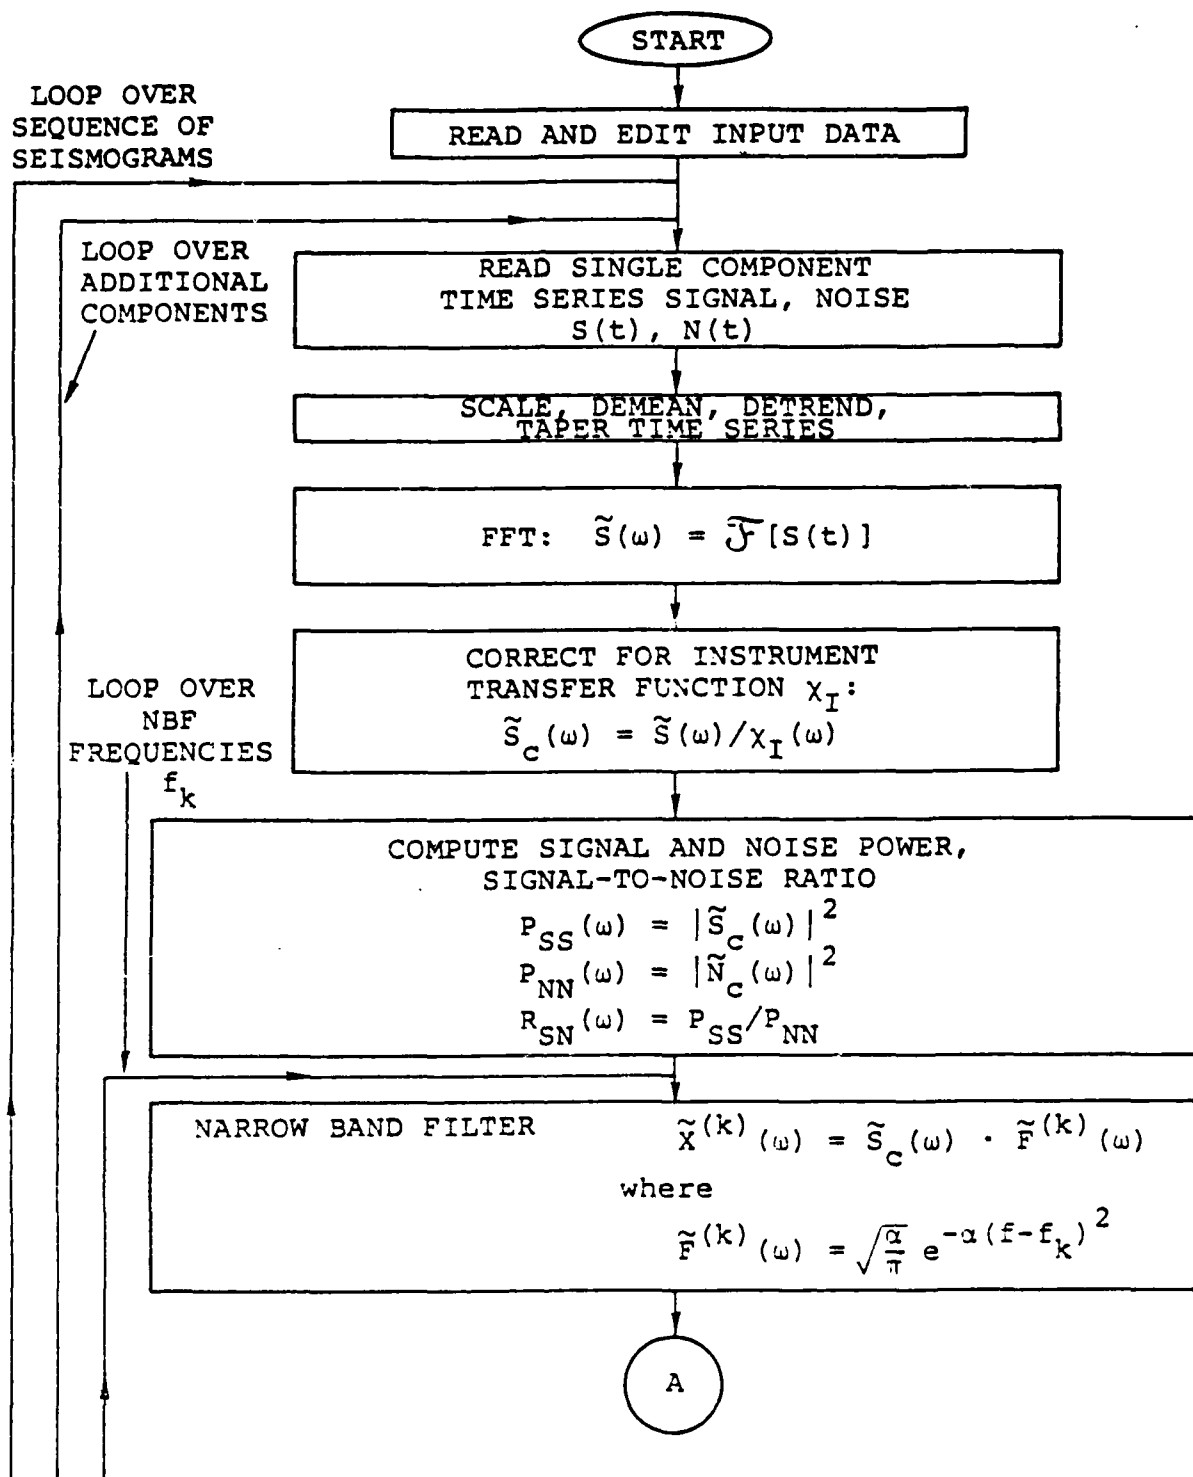 START
LOOP OVER
SEQUENCE OF
SEISMOGRAMS
READ AND EDIT INPUT DATA
LOOP OVER
ADDITIONAL
COMPONENTS
READ SINGLE COMPONENT
TIME SERIES SIGNAL, NOISE
S(t), N(t)
SCALE, DEMEAN, DETREND,
TAPER TIME SERIES
FFT: S̃(ω) = ℱ̃[S(t)]
CORRECT FOR INSTRUMENT
TRANSFER FUNCTION χ_I:
S̃_c(ω) = S̃(ω)/χ_I(ω)
LOOP OVER
NBF
FREQUENCIES
f_k
COMPUTE SIGNAL AND NOISE POWER,
SIGNAL-TO-NOISE RATIO
P_SS(ω) = |S̃_c(ω)|²
P_NN(ω) = |Ñ_c(ω)|²
R_SN(ω) = P_SS/P_NN
NARROW BAND FILTER X̃^(k)(ω) = S̃_c(ω) · F̃^(k)(ω)
where
F̃^(k)(ω) = √(α/π) e^-α(f-f_k)²
A